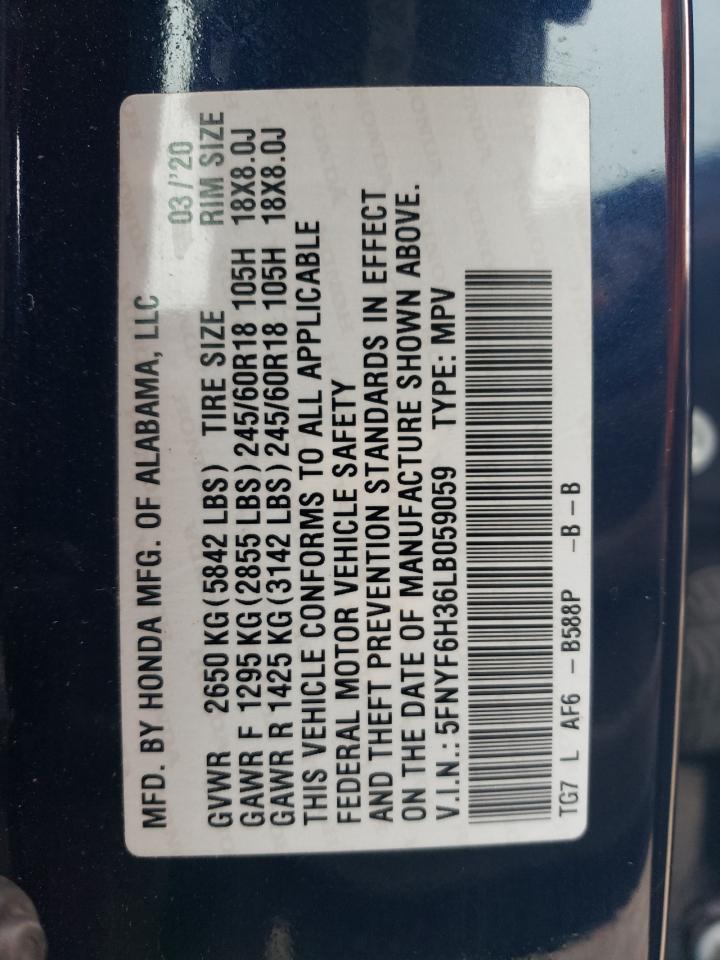 MFD. BY HONDA MFG. OF ALABAMA, LLC 03/'20
GVWR 2650 KG(5842 LBS) TIRE SIZE RIM SIZE
GAWR F 1295 KG(2855 LBS)245/60R18 105H 18X8.0J
GAWR R 1425 KG(3142 LBS)245/60R18 105H 18X8.0J
THIS VEHICLE CONFORMS TO ALL APPLICABLE
FEDERAL MOTOR VEHICLE SAFETY
AND THEFT PREVENTION STANDARDS IN EFFECT
ON THE DATE OF MANUFACTURE SHOWN ABOVE.
V.I.N.: 5FNYF6H36LB059059 TYPE: MPV
TG7 L AF6 - B588P -B-B